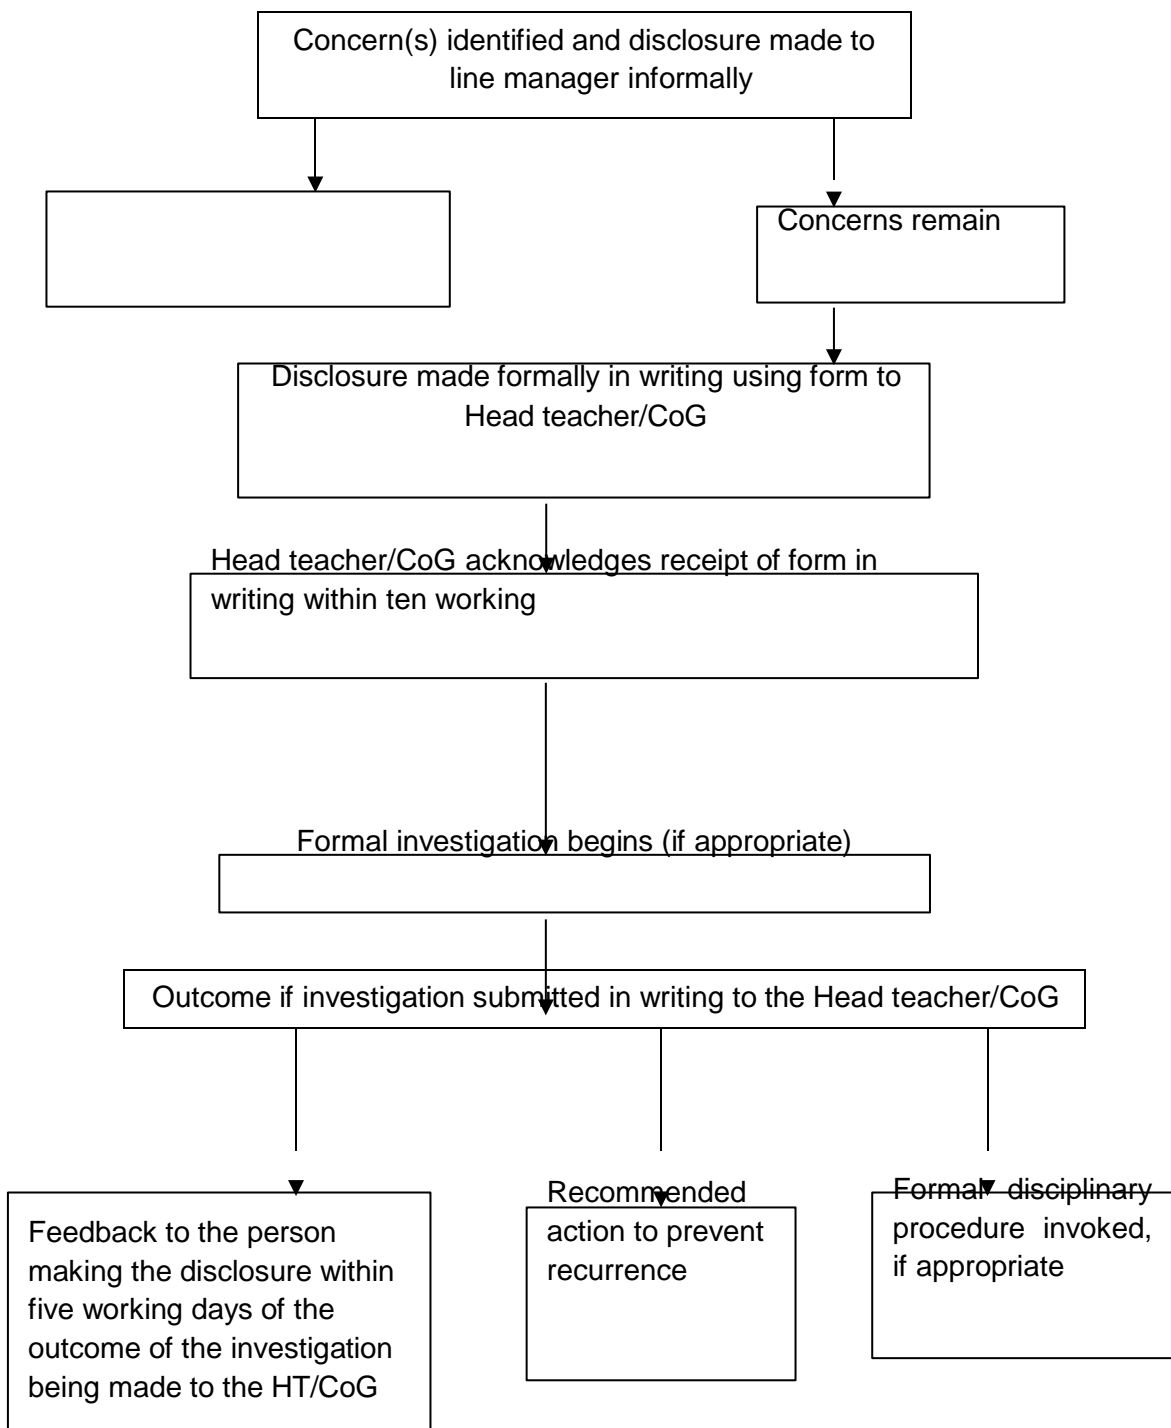 Concern(s) identified and disclosure made to
line manager informally
Concerns remain
Disclosure made formally in writing using form to
Head teacher/CoG
Head teacher/CoG acknowledges receipt of form in
writing within ten working
Formal investigation begins (if appropriate)
Outcome if investigation submitted in writing to the Head teacher/CoG
Feedback to the person
making the disclosure within
five working days of the
outcome of the investigation
being made to the HT/CoG
Recommended
action to prevent
recurrence
Formal disciplinary
procedure invoked,
if appropriate